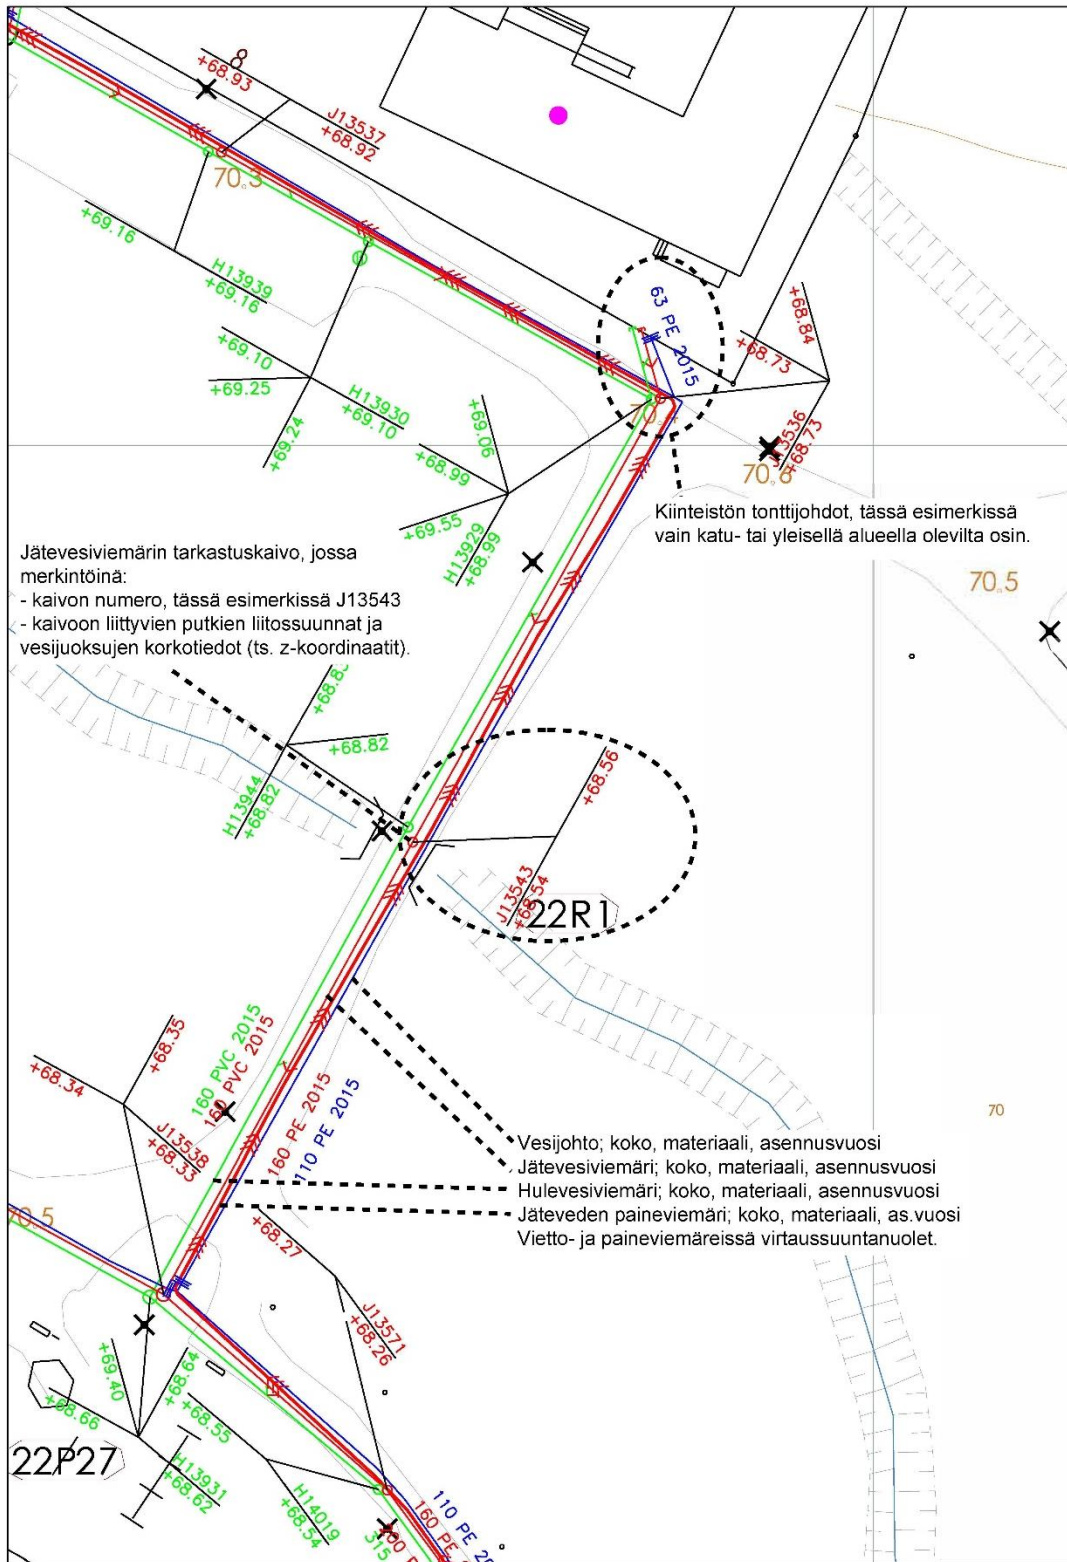 8
+68.93
J13537
+68.92
70.3
+69.16
H13939
+69.16
63 PE 2015
+68.84
+68.73
J13536
+68.73
+69.10
+69.25
H13930
+69.10
+69.24
+69.06
+68.99
+69.55
H13929
+68.99
70.5
Kiinteistön tonttijohdot, tässä esimerkissä
vain katu- tai yleisellä alueella olevilta osin.
Jätevesiviemärin tarkastuskaivo, jossa
merkintöinä:
- kaivon numero, tässä esimerkissä J13543
- kaivoon liittyvien putkien liitossuunnat ja
vesijuoksujen korkotiedot (ts. z-koordinaatit).
+68.82
H13944
+68.82
+68.56
J13543
+68.54
22R1
160 PVC 2015
160 PVC 2015
160 PE 2015
110 PE 2015
+68.35
+68.34
J13538
+68.33
70
Vesijohto; koko, materiaali, asennusvuosi
Jätevesiviemäri; koko, materiaali, asennusvuosi
Hulevesiviemäri; koko, materiaali, asennusvuosi
Jäteveden paineviemäri; koko, materiaali, as.vuosi
Vietto- ja paineviemäreissä virtaussuuntanuolet.
70.5
+68.27
J13571
+68.26
+69.40
+68.64
+68.66
+68.55
H13931
+68.62
22P27
H14019
+68.54
110 PE
160 PE
315